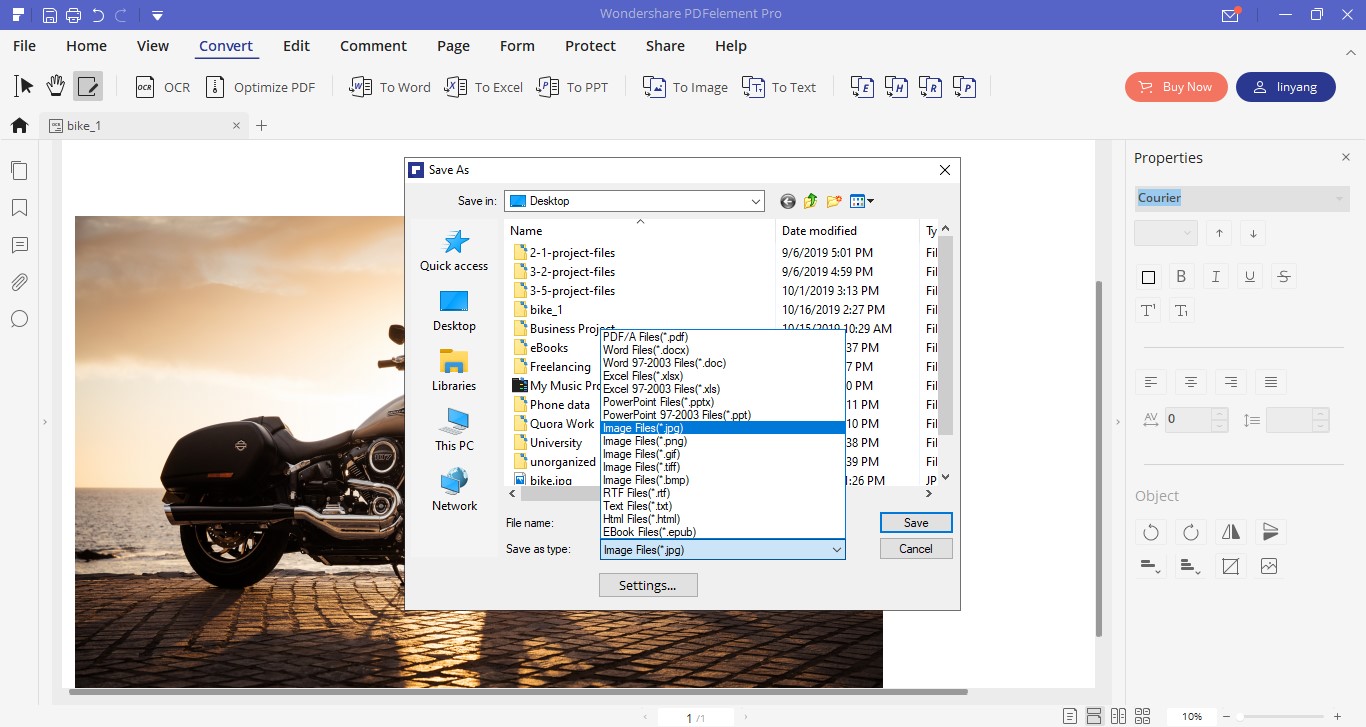 Wondershare PDFelement Pro
File Home View Convert Edit Comment Page Form Protect Share Help
OCR OCR Optimize PDF W To Word X To Excel P To PPT To Image T To Text E H R P Buy Now linyang
bike_1
Properties
Courier
B I U S
T T
AV 0
Object
Save As
Save in: Desktop
Name Date modified Ty
Quick access
Desktop
Libraries
This PC
Network
2-1-project-files 9/6/2019 5:01 PM Fil
3-2-project-files 9/6/2019 4:59 PM Fil
3-5-project-files 10/1/2019 3:13 PM Fil
bike_1 10/16/2019 2:27 PM Fil
Business Project 10/15/2019 10:29 AM Fil
eBooks 37 PM Fil
Freelancing 7 PM Fil
My Music Pro 0 PM Fil
Phone data 11 PM Fil
Quora Work 10 PM Fil
University 38 PM Fil
unorganized 39 PM Fil
bike.jpg 1:26 PM JP
PDF/A Files(*.pdf)
Word Files(*.docx)
Word 97-2003 Files(*.doc)
Excel Files(*.xlsx)
Excel 97-2003 Files(*.xls)
PowerPoint Files(*.pptx)
PowerPoint 97-2003 Files(*.ppt)
Image Files(*.jpg)
Image Files(*.png)
Image Files(*.gif)
Image Files(*.tiff)
Image Files(*.bmp)
RTF Files(*.rtf)
Text Files(*.txt)
Html Files(*.html)
EBook Files(*.epub)
File name: Save
Save as type: Image Files(*.jpg) Cancel
Settings...
1 /1 10%